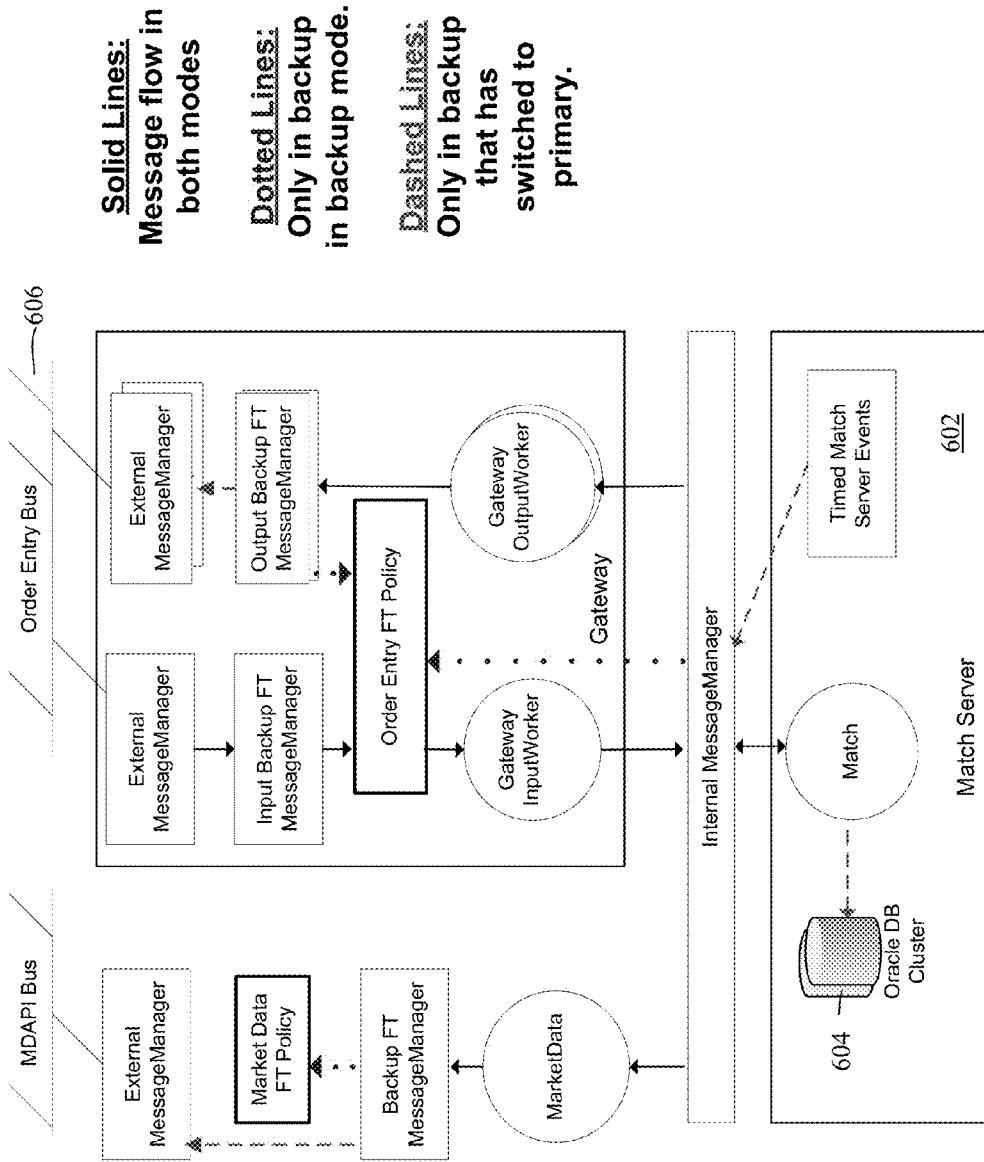 MDAPI Bus
Order Entry Bus
606
External
MessageManager
External
MessageManager
External
MessageManager
Market Data
FT Policy
Input Backup FT
MessageManager
Output Backup FT
MessageManager
Backup FT
MessageManager
Order Entry FT Policy
MarketData
Gateway
InputWorker
Gateway
OutputWorker
Gateway
Internal MessageManager
604
Oracle DB
Cluster
Match
Timed Match
Server Events
Match Server
602
Solid Lines:
Message flow in
both modes
Dotted Lines:
Only in backup
in backup mode.
Dashed Lines:
Only in backup
that has
switched to
primary.